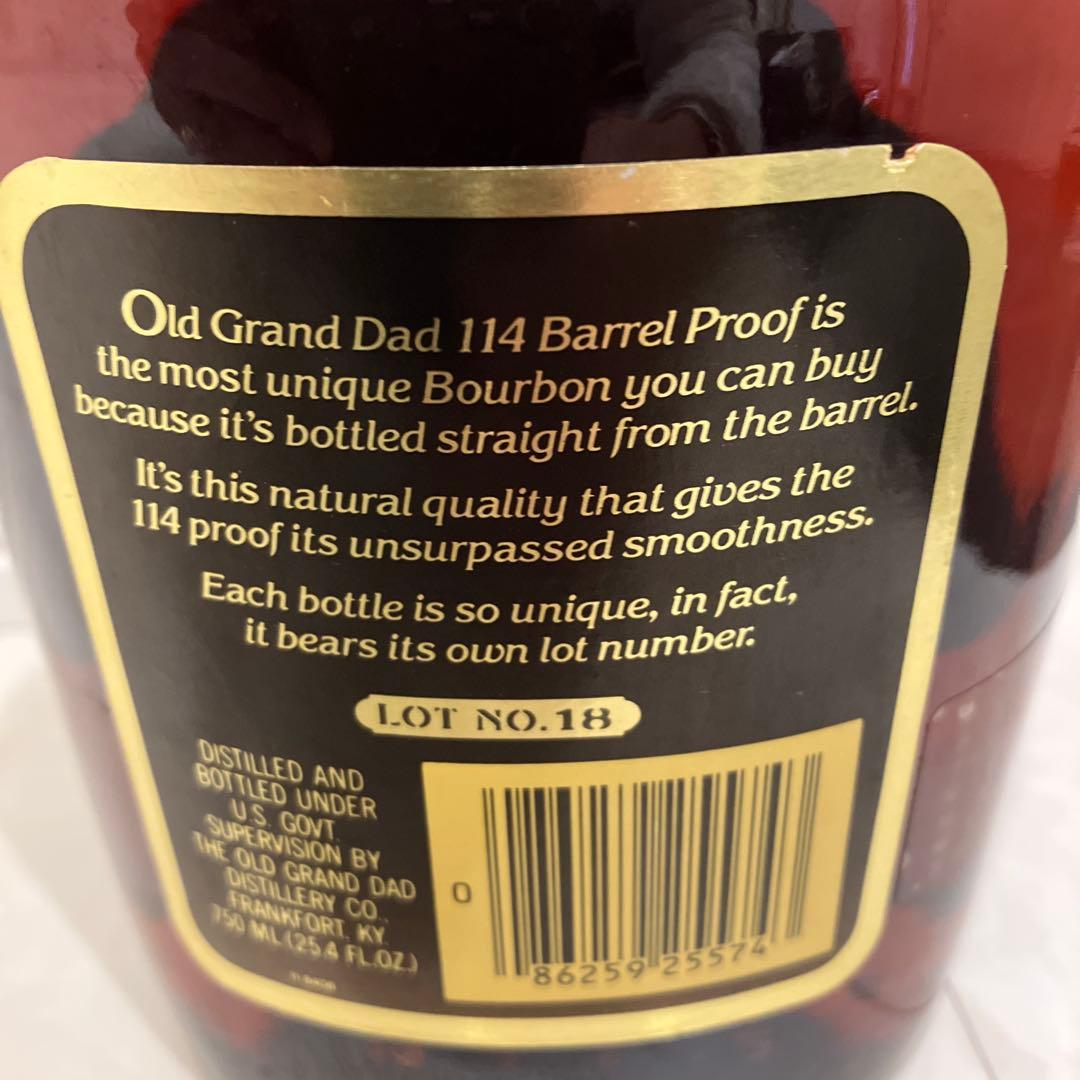 Old Grand Dad 114 Barrel Proof is
the most unique Bourbon you can buy
because it's bottled straight from the barrel.
It's this natural quality that gives the
114 proof its unsurpassed smoothness.
Each bottle is so unique, in fact,
it bears its own lot number.
LOT NO. 18
DISTILLED AND
BOTTLED UNDER
U.S. GOVT.
SUPERVISION BY
THE OLD GRAND DAD
DISTILLERY CO.,
FRANKFORT, KY.
750 ML (25.4 FL.OZ.)
0
86259 25574